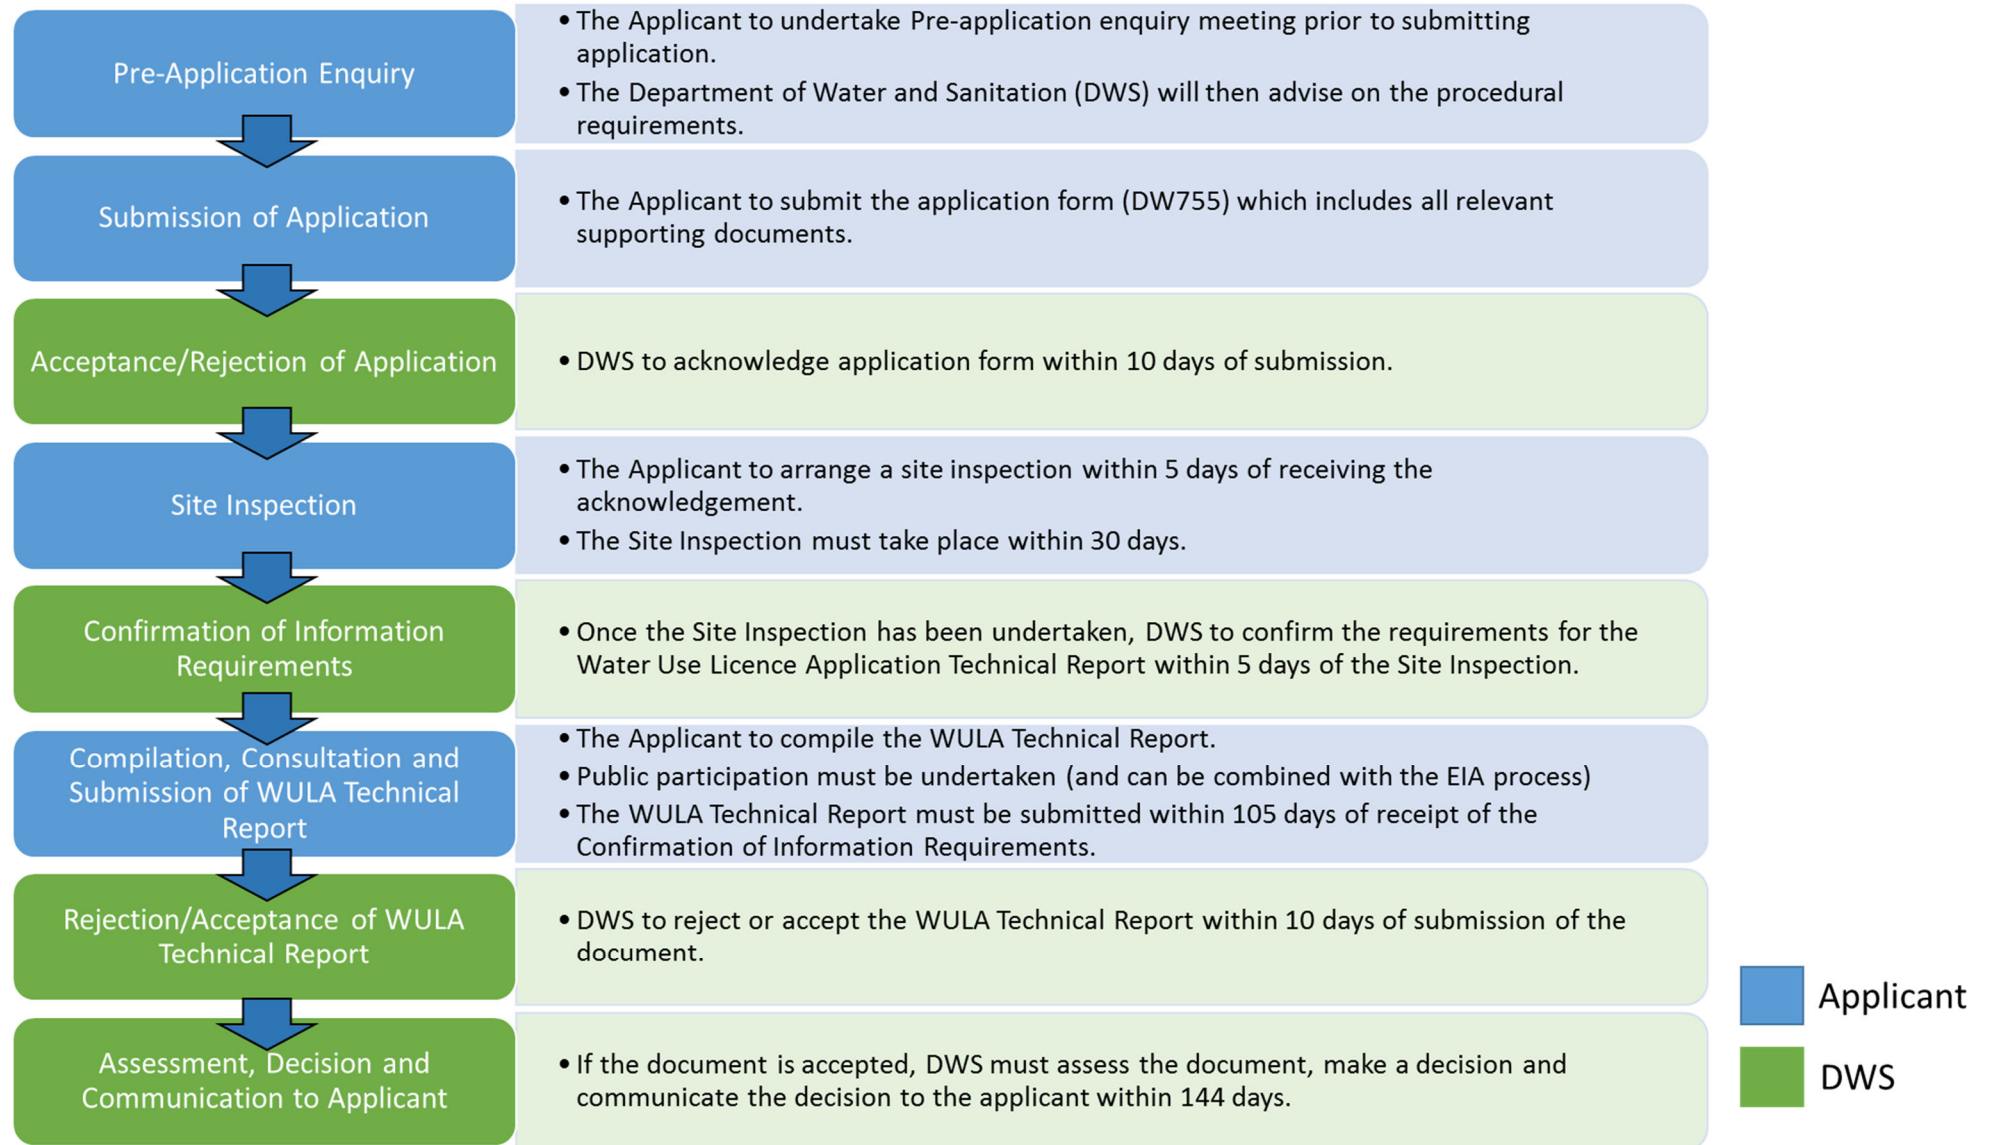 Pre-Application Enquiry
• The Applicant to undertake Pre-application enquiry meeting prior to submitting
application.
• The Department of Water and Sanitation (DWS) will then advise on the procedural
requirements.
Submission of Application
• The Applicant to submit the application form (DW755) which includes all relevant
supporting documents.
Acceptance/Rejection of Application
• DWS to acknowledge application form within 10 days of submission.
Site Inspection
• The Applicant to arrange a site inspection within 5 days of receiving the
acknowledgement.
• The Site Inspection must take place within 30 days.
Confirmation of Information
Requirements
• Once the Site Inspection has been undertaken, DWS to confirm the requirements for the
Water Use Licence Application Technical Report within 5 days of the Site Inspection.
Compilation, Consultation and
Submission of WULA Technical
Report
• The Applicant to compile the WULA Technical Report.
• Public participation must be undertaken (and can be combined with the EIA process)
• The WULA Technical Report must be submitted within 105 days of receipt of the
Confirmation of Information Requirements.
Rejection/Acceptance of WULA
Technical Report
• DWS to reject or accept the WULA Technical Report within 10 days of submission of the
document.
Assessment, Decision and
Communication to Applicant
• If the document is accepted, DWS must assess the document, make a decision and
communicate the decision to the applicant within 144 days.
Applicant
DWS